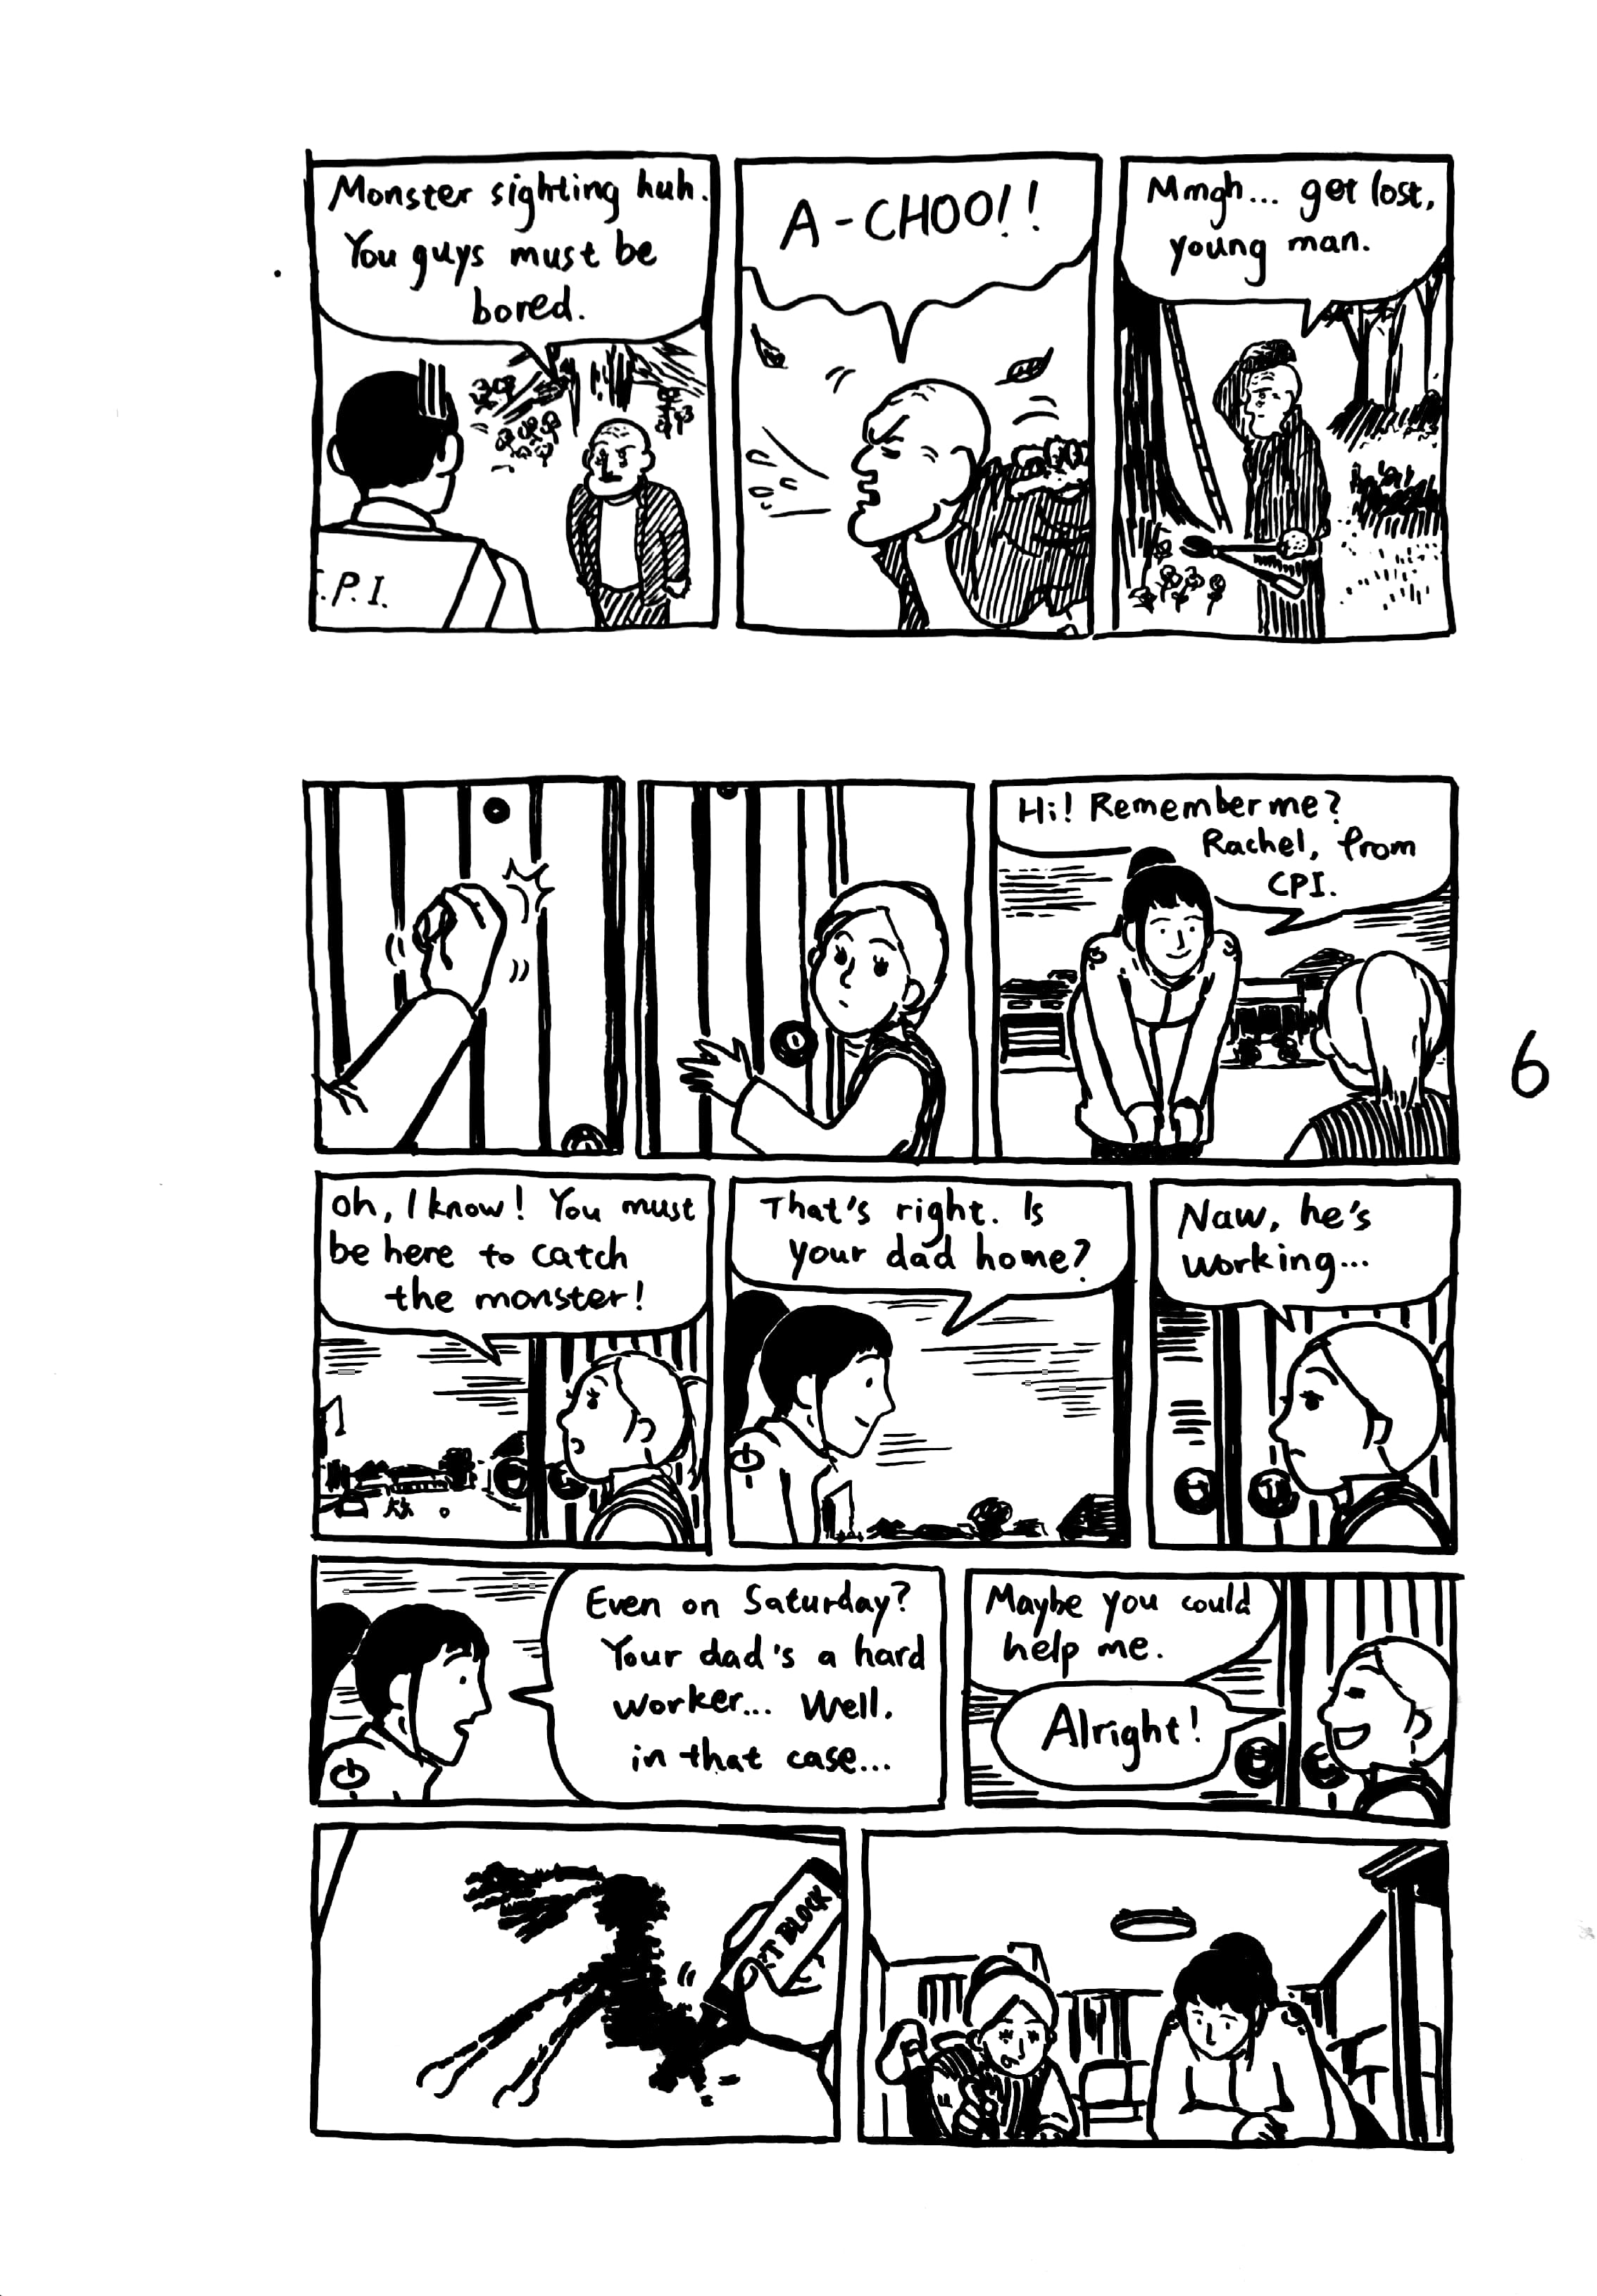 Monster sighting huh.
You guys must be
bored.
.P.I.
A-CHOO!!
Mmgh... get lost,
young man.
Hi! Remember me?
Rachel, from
CPI.
6
Oh, I know! You must
be here to catch
the monster!
That's right. Is
your dad home?
Naw, he's
working...
Even on Saturday?
Your dad's a hard
worker... Well,
in that case...
Maybe you could
help me.
Alright!
BLOCK